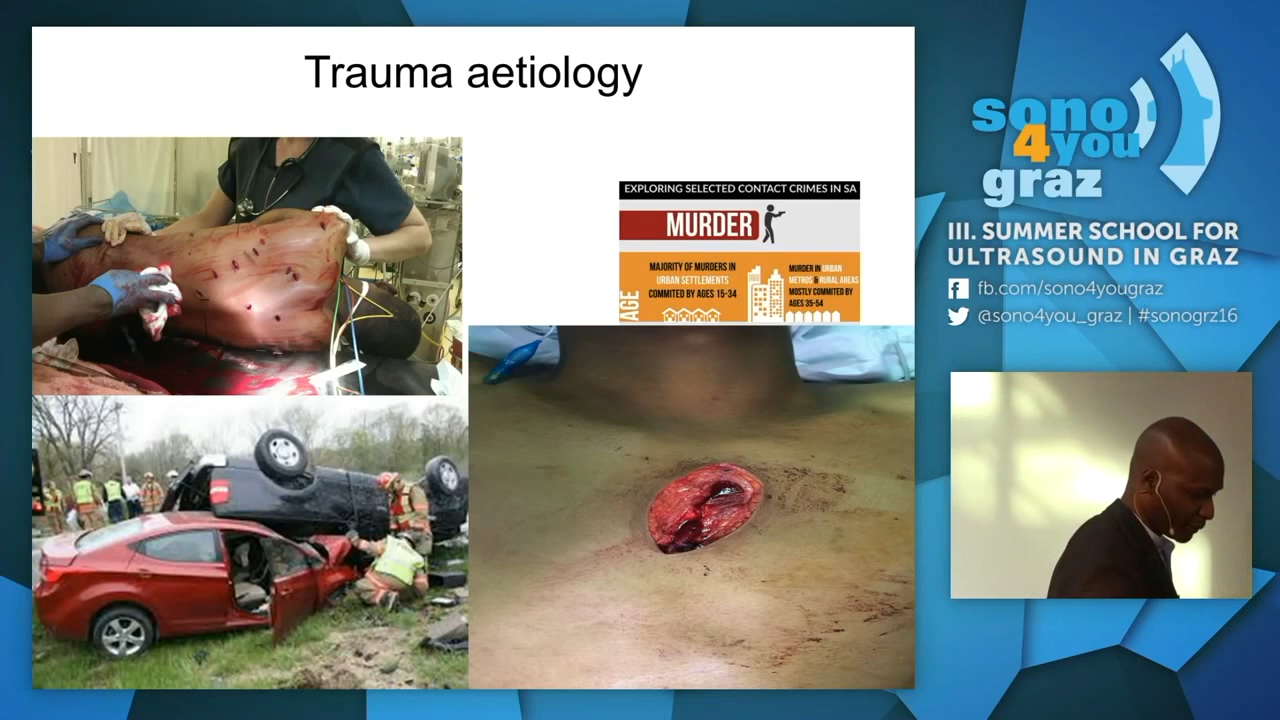 Trauma aetiology
EXPLORING SELECTED CONTACT CRIMES IN SA
MURDER
MAJORITY OF MURDERS IN
URBAN SETTLEMENTS
COMMITED BY AGES 15-34
MURDER IN URBAN
METROS & RURAL AREAS
MOSTLY COMMITED BY
AGES 35-54
AGE
sono
4you
graz
III. SUMMER SCHOOL FOR
ULTRASOUND IN GRAZ
fb.com/sono4yougraz
@sono4you_graz | #sonogrz16